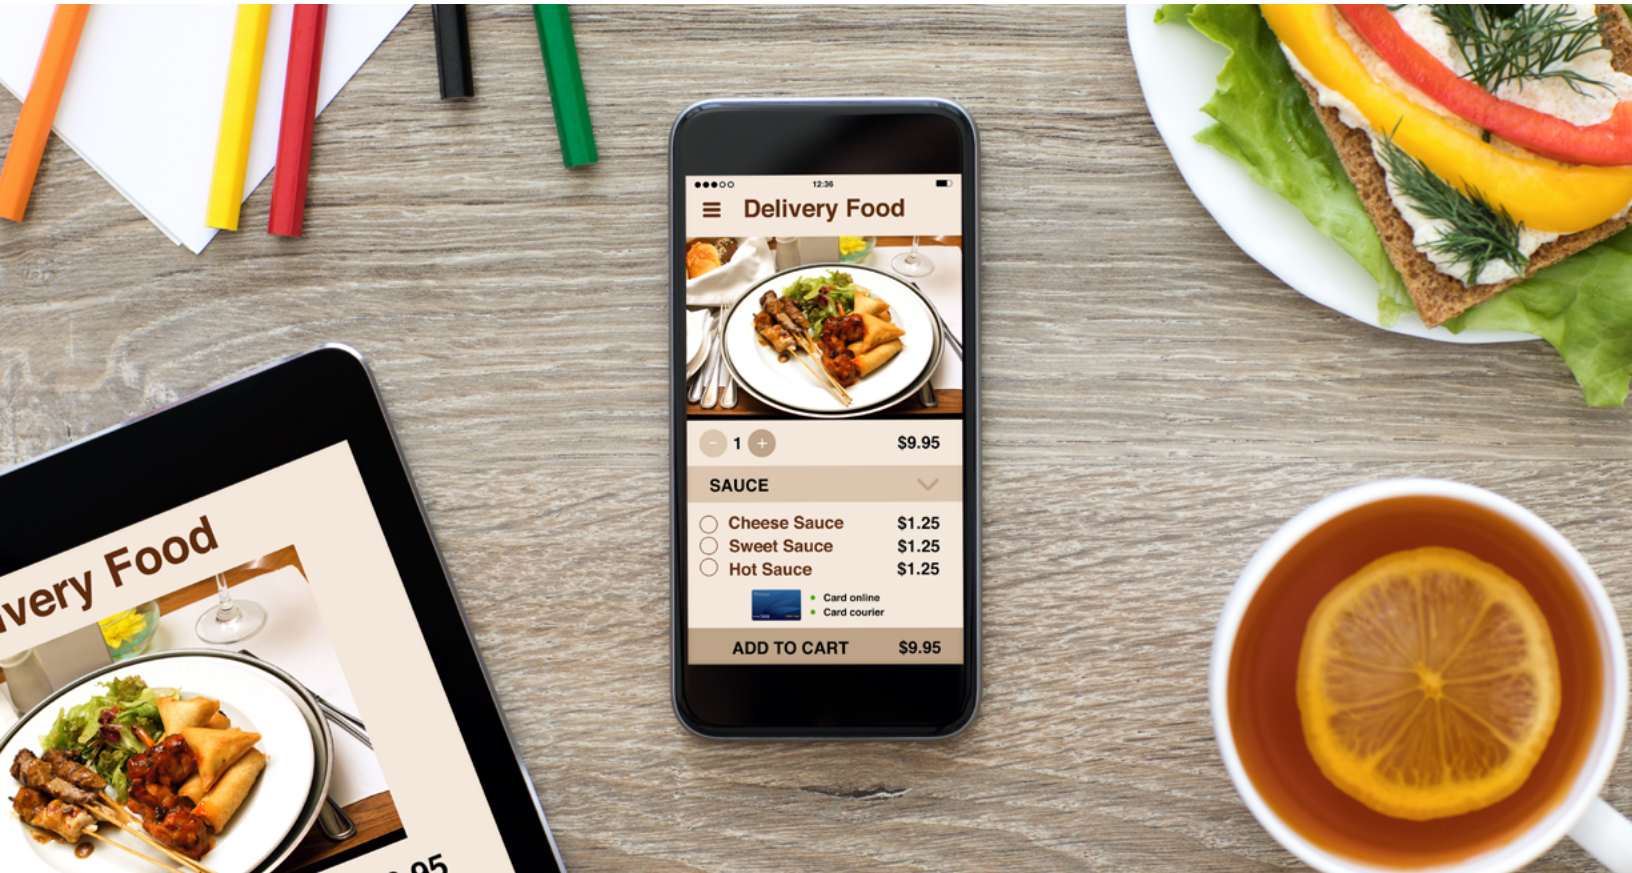 12:36
Delivery Food
1 $9.95
SAUCE
Cheese Sauce $1.25
Sweet Sauce $1.25
Hot Sauce $1.25
Card online
Card courier
ADD TO CART $9.95
very Food
.95